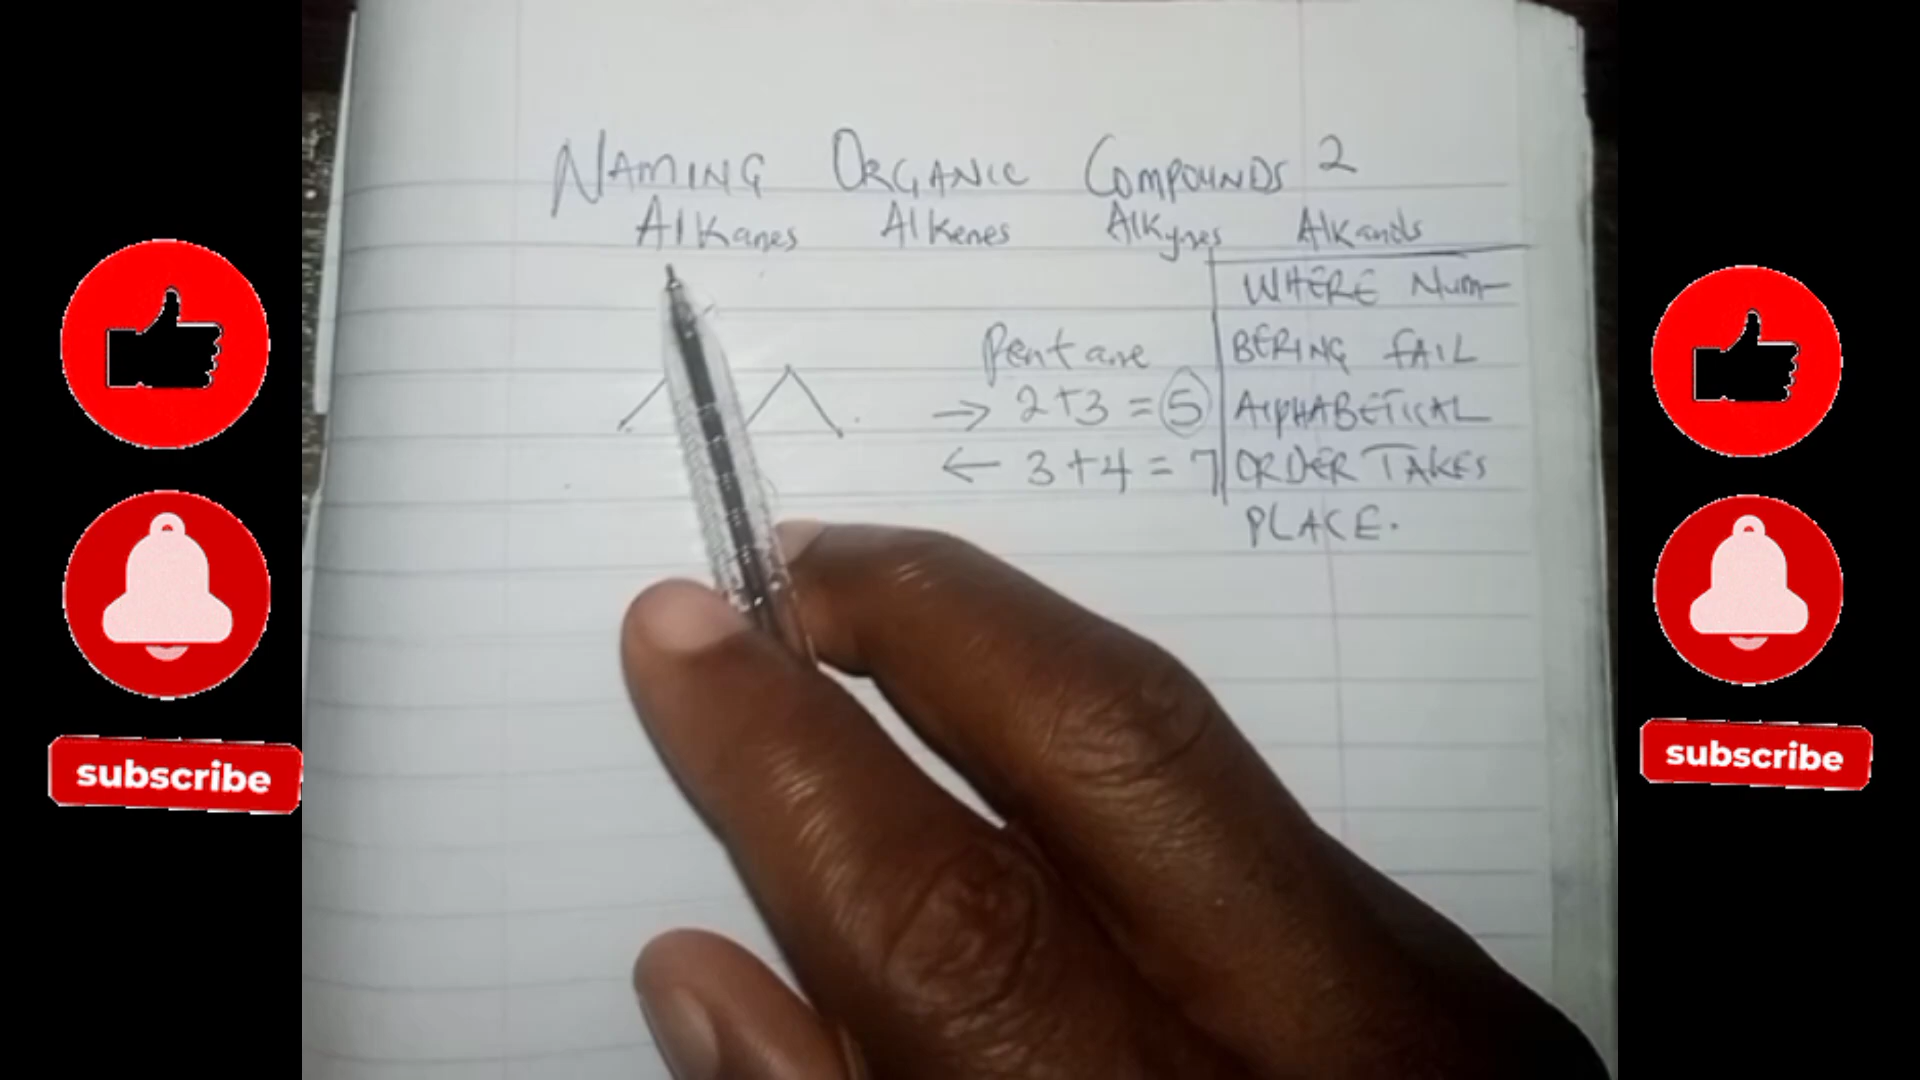 NAMING ORGANIC COMPOUNDS 2
Alkanes Alkenes Alkynes Alkanols
WHERE NUM-
Pentane BERING FAIL
→ 2+3 = 5 ALPHABETICAL
← 3+4 = 7 ORDER TAKES
PLACE.
subscribe
subscribe